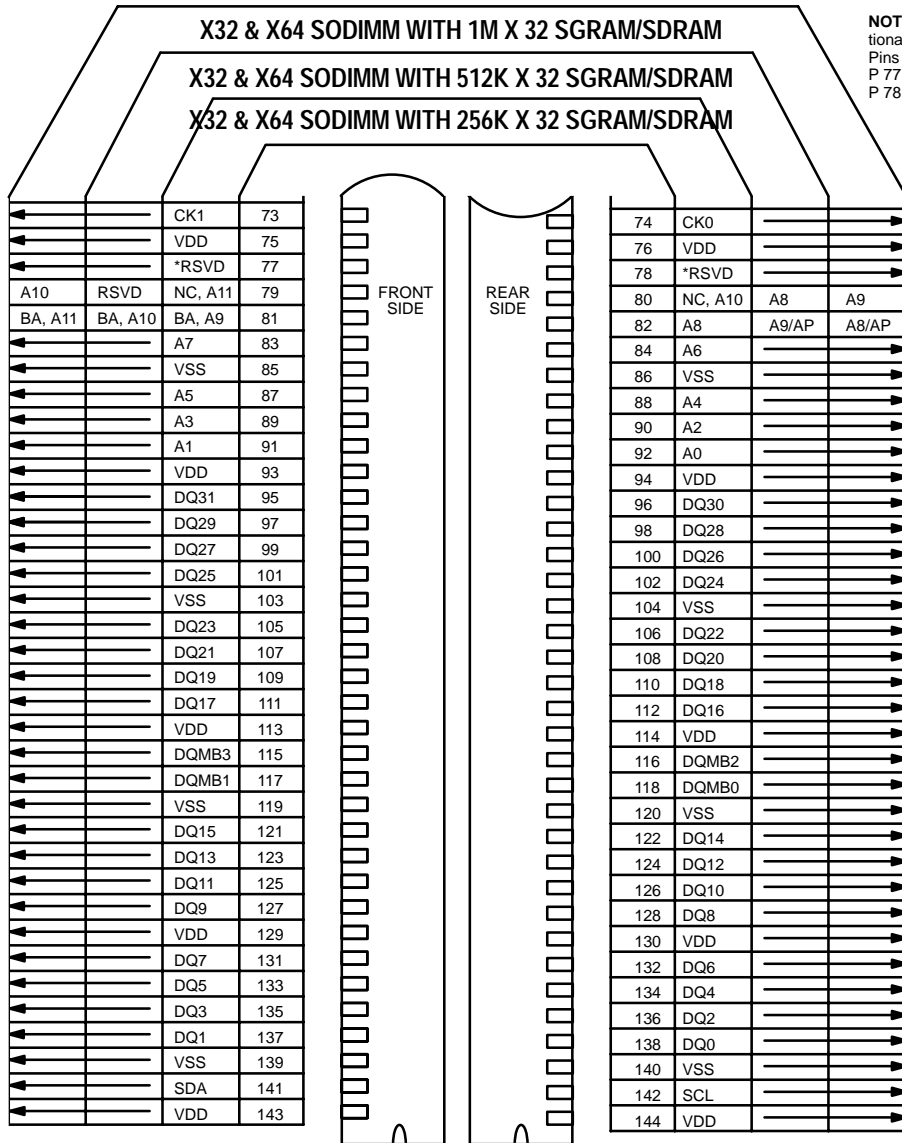 X32 & X64 SODIMM WITH 1M X 32 SGRAM/SDRAM
X32 & X64 SODIMM WITH 512K X 32 SGRAM/SDRAM
X32 & X64 SODIMM WITH 256K X 32 SGRAM/SDRAM
NOT
tiona
Pins
P 77
P 78
FRONT
SIDE
REAR
SIDE
CK1 73
VDD 75
*RSVD 77
A10 RSVD NC, A11 79
BA, A11 BA, A10 BA, A9 81
A7 83
VSS 85
A5 87
A3 89
A1 91
VDD 93
DQ31 95
DQ29 97
DQ27 99
DQ25 101
VSS 103
DQ23 105
DQ21 107
DQ19 109
DQ17 111
VDD 113
DQMB3 115
DQMB1 117
VSS 119
DQ15 121
DQ13 123
DQ11 125
DQ9 127
VDD 129
DQ7 131
DQ5 133
DQ3 135
DQ1 137
VSS 139
SDA 141
VDD 143
74 CK0
76 VDD
78 *RSVD
80 NC, A10 A8 A9
82 A8 A9/AP A8/AP
84 A6
86 VSS
88 A4
90 A2
92 A0
94 VDD
96 DQ30
98 DQ28
100 DQ26
102 DQ24
104 VSS
106 DQ22
108 DQ20
110 DQ18
112 DQ16
114 VDD
116 DQMB2
118 DQMB0
120 VSS
122 DQ14
124 DQ12
126 DQ10
128 DQ8
130 VDD
132 DQ6
134 DQ4
136 DQ2
138 DQ0
140 VSS
142 SCL
144 VDD